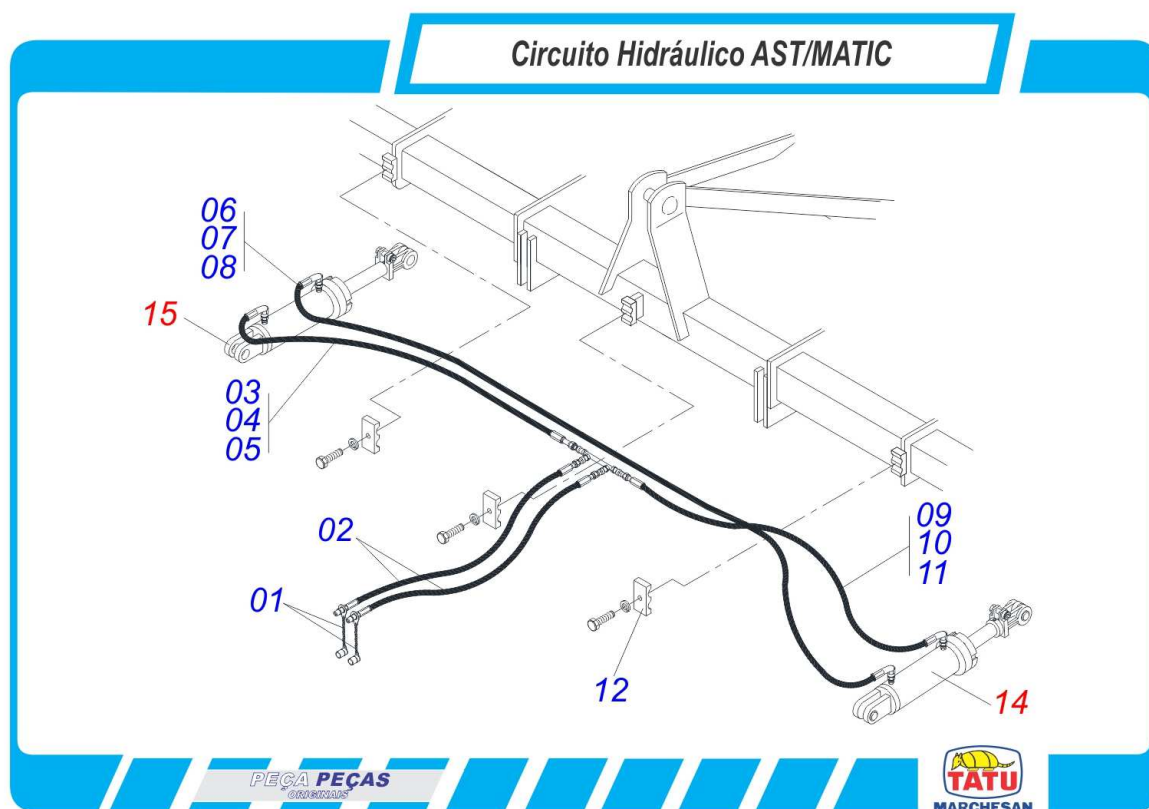 Circuito Hidráulico AST/MATIC
06
07
08
15
03
04
05
02
01
12
09
10
11
14
PEÇA PEÇAS
ORIGINAIS
TATU
MARCHESAN